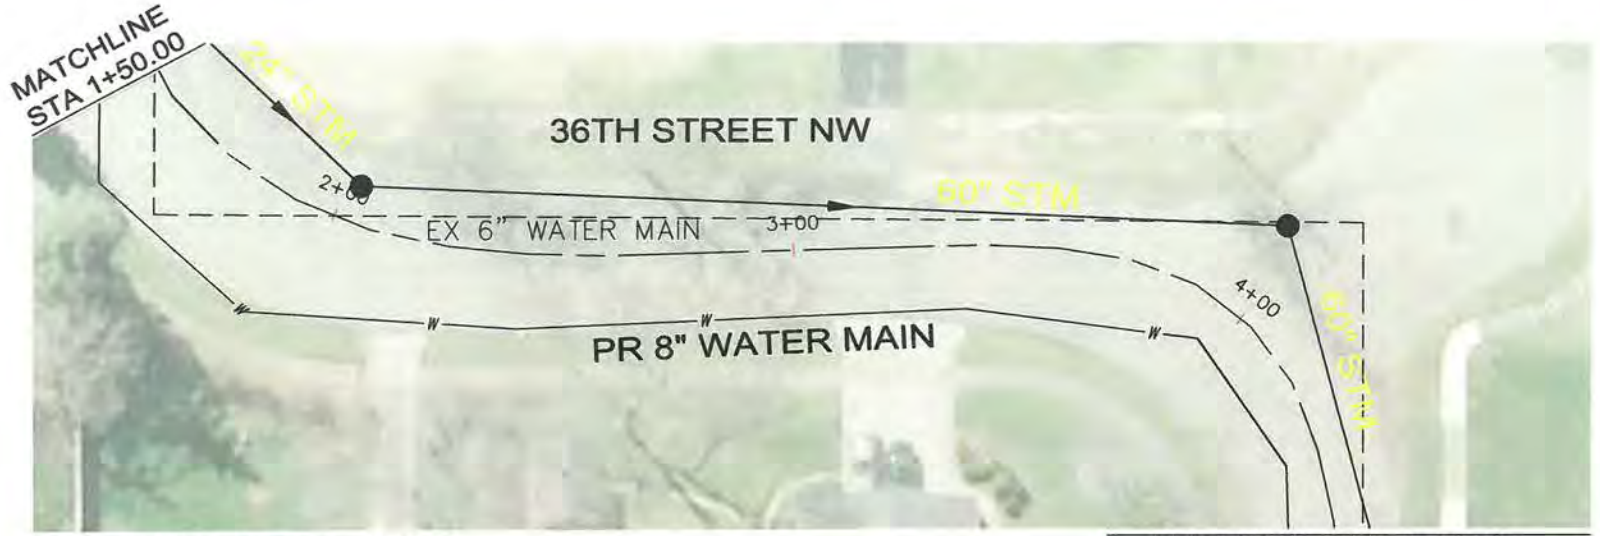 MATCHLINE
STA 1+50.00
24" STM
36TH STREET NW
2+00
60" STM
EX 6" WATER MAIN
3+00
4+00
W
W
W
W
PR 8" WATER MAIN
60" STM